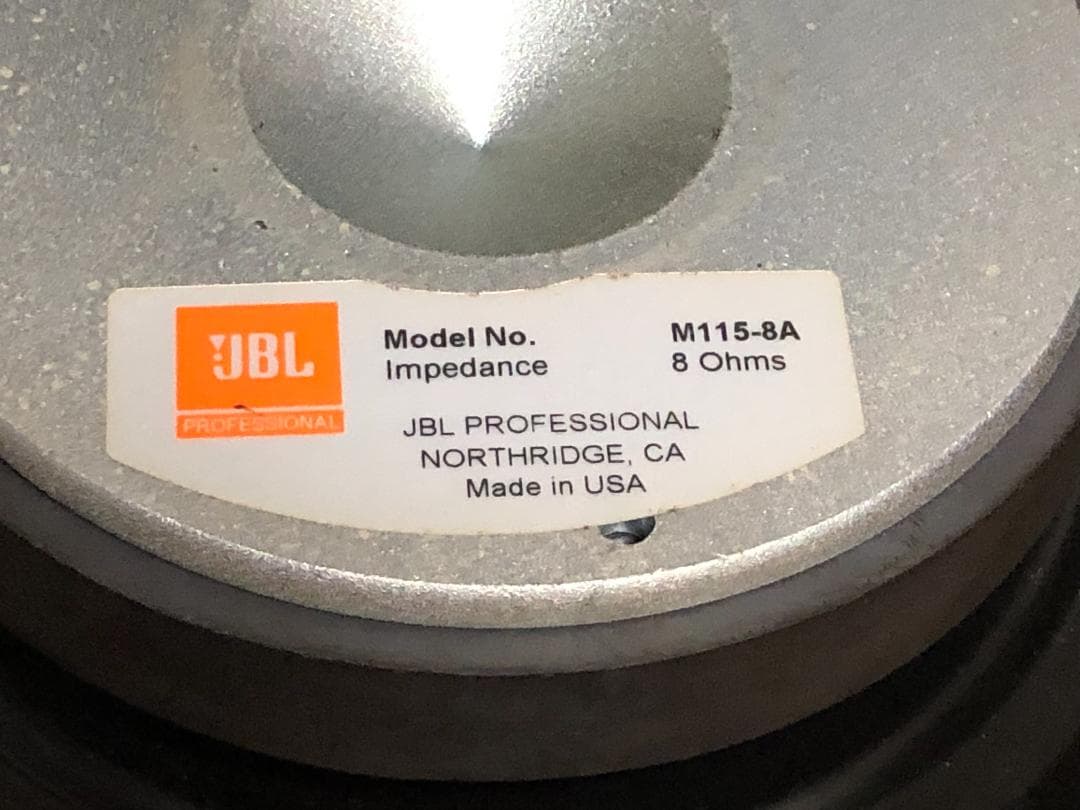 JBL
PROFESSIONAL
Model No. M115-8A
Impedance 8 Ohms
JBL PROFESSIONAL
NORTHRIDGE, CA
Made in USA